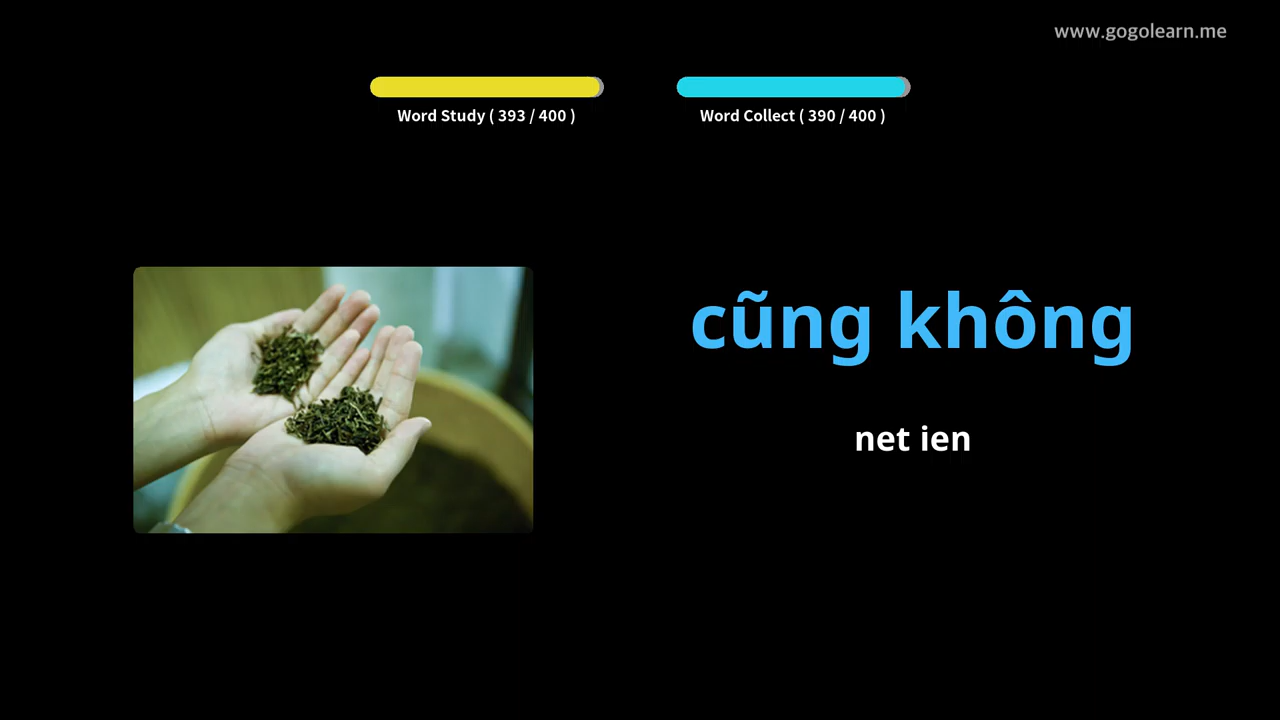 www.gogolearn.me
Word Study ( 393 / 400 )
Word Collect ( 390 / 400 )
cũng không
net ien